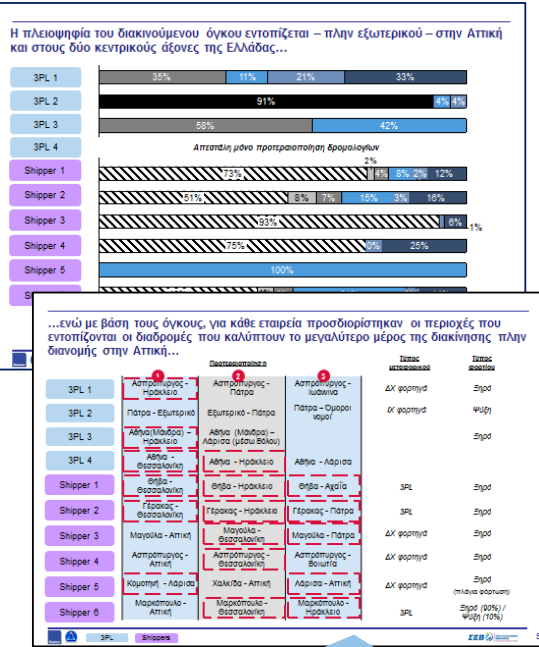 Η πλειοψηφία του διακινούμενου όγκου εντοπίζεται – πλην εξωτερικού – στην Αττική
και στους δύο κεντρικούς άξονες της Ελλάδας…
3PL 1 35% 11% 21% 33%
3PL 2 91% 4% 4%
3PL 3 58% 42%
3PL 4 Απεστάλη μόνο προτεραιοποίηση δρομολογίων
2%
Shipper 1 73% 4% 8% 2% 12%
Shipper 2 51% 8% 7% 15% 3% 16%
Shipper 3 93% 6% 1%
Shipper 4 75% 0% 25%
Shipper 5 100%
…ενώ με βάση τους όγκους, για κάθε εταιρεία προσδιορίστηκαν οι περιοχές που
εντοπίζονται οι διαδρομές που καλύπτουν το μεγαλύτερο μέρος της διακίνησης πλην
διανομής στην Αττική…
Προτεραιοποίηση
Τύπος
μεταφορικού
Τύπος
φορτίου
1 2 3
3PL 1 Ασπρόπυργος - Ηράκλειο Ασπρόπυργος - Πάτρα Ασπρόπυργος - Ιωάννινα ΔΧ φορτηγά Ξηρό
3PL 2 Πάτρα - Εξωτερικό Εξωτερικό - Πάτρα Πάτρα – Όμοροι νομοί ΙΧ φορτηγά Ψύξη
3PL 3 Αθήνα(Μάνδρα) – Ηράκλειο Αθήνα (Μάνδρα) – Λάρισα (μέσω Βόλου) Ξηρό
3PL 4 Αθήνα - Θεσσαλονίκη Αθήνα - Ηράκλειο Αθήνα - Λάρισα
Shipper 1 Θήβα - Θεσσαλονίκη Θήβα - Ηράκλειο Θήβα - Αχαΐα 3PL Ξηρό
Shipper 2 Γέρακας - Θεσσαλονίκη Γέρακας - Ηράκλειο Γέρακας - Πάτρα 3PL Ξηρό
Shipper 3 Μαγούλα - Αττική Μαγούλα - Θεσσαλονίκη Μαγούλα - Πάτρα ΔΧ φορτηγά Ξηρό
Shipper 4 Ασπρόπυργος - Αττική Ασπρόπυργος - Θεσσαλονίκη Ασπρόπυργος - Βοιωτία ΔΧ φορτηγά Ξηρό
Shipper 5 Κομοτηνή - Λάρισα Χαλκίδα - Αττική Λάρισα - Αττική ΔΧ φορτηγά Ξηρό (πλάγια φόρτωση)
Shipper 6 Μαρκόπουλο - Αττική Μαρκόπουλο - Θεσσαλονίκη Μαρκόπουλο - Ηράκλειο 3PL Ξηρό (90%) / Ψύξη (10%)
3PL Shippers ΣΕΒ 5